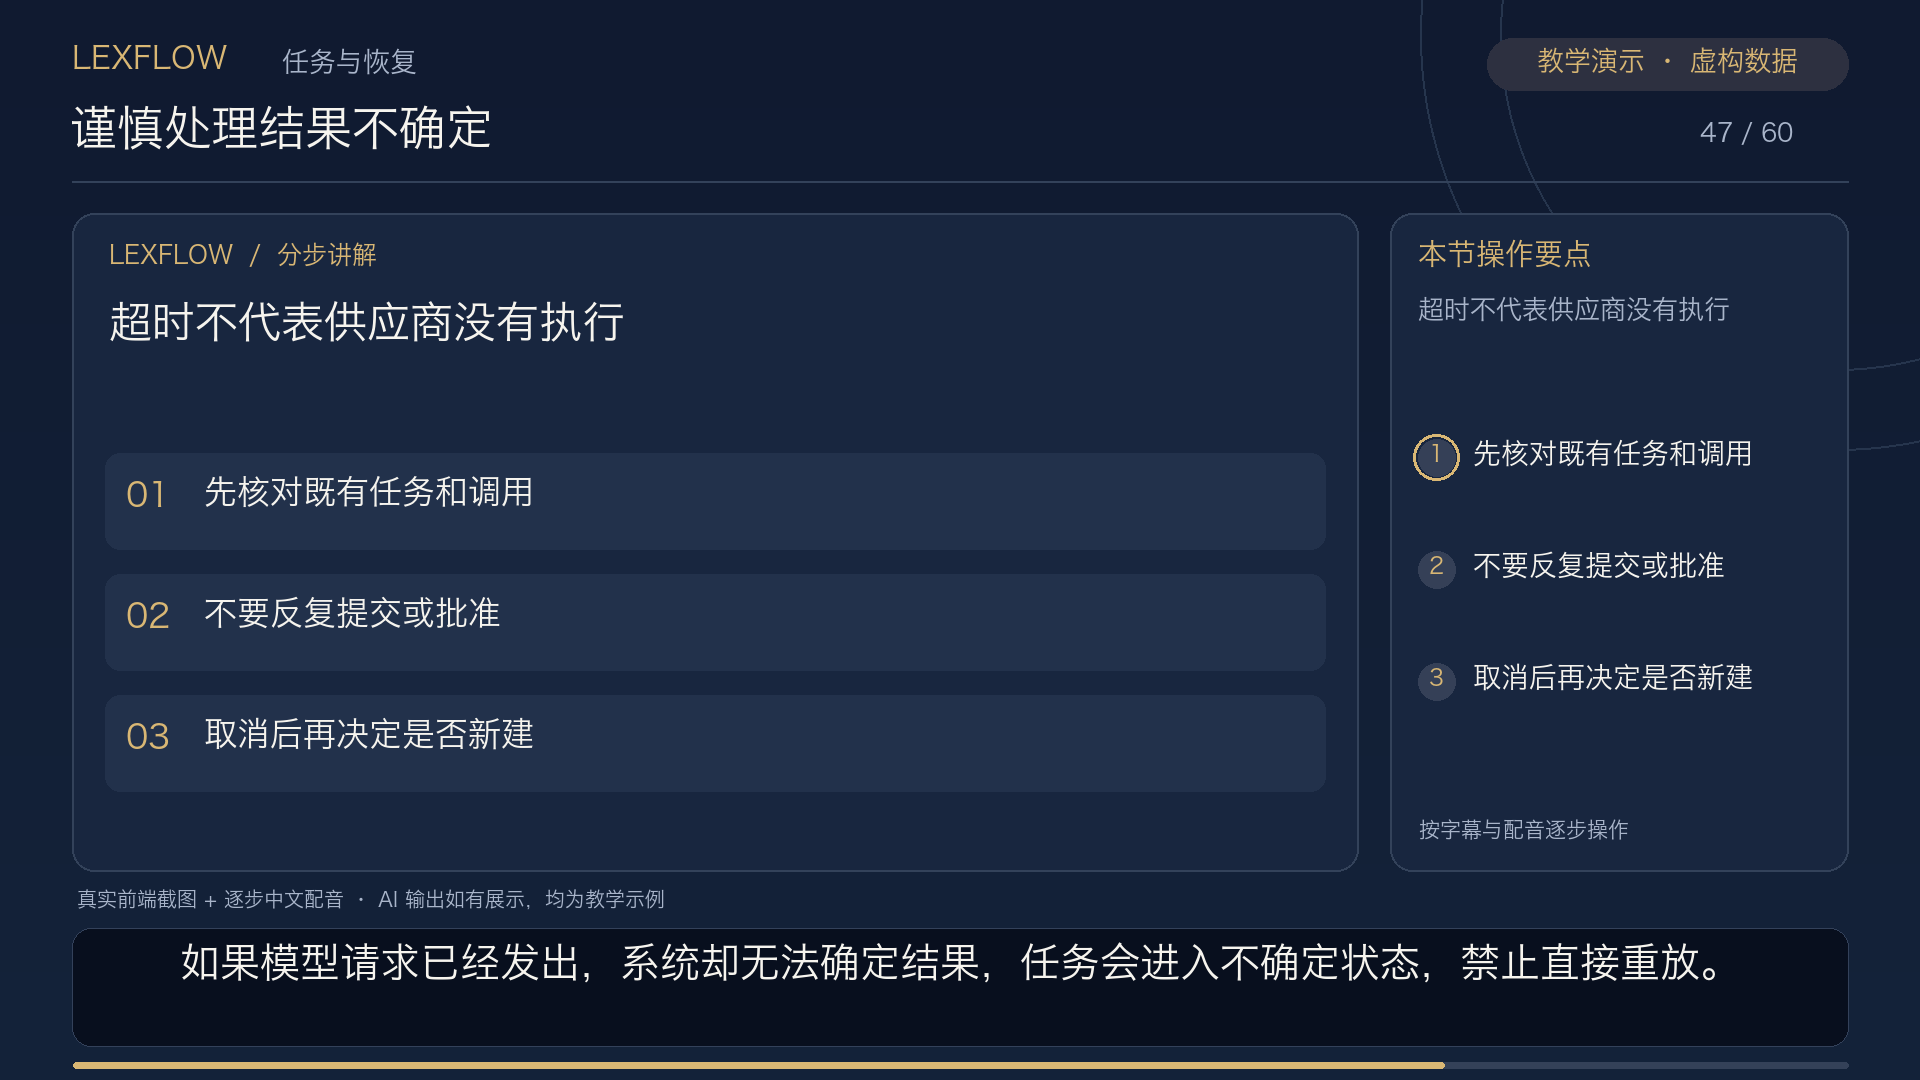 LEXFLOW 任务与恢复
教学演示 · 虚构数据
谨慎处理结果不确定
47 / 60
LEXFLOW / 分步讲解
超时不代表供应商没有执行
01 先核对既有任务和调用
02 不要反复提交或批准
03 取消后再决定是否新建
本节操作要点
超时不代表供应商没有执行
1 先核对既有任务和调用
2 不要反复提交或批准
3 取消后再决定是否新建
按字幕与配音逐步操作
真实前端截图 + 逐步中文配音 · AI 输出如有展示，均为教学示例
如果模型请求已经发出，系统却无法确定结果，任务会进入不确定状态，禁止直接重放。